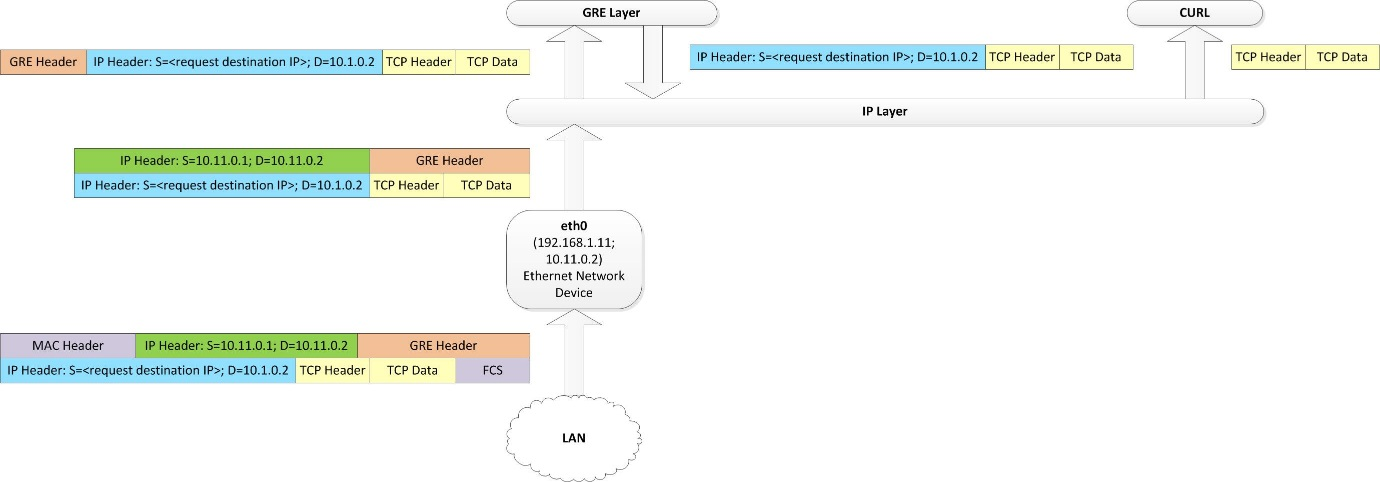 GRE Layer
CURL
GRE Header IP Header: S=<request destination IP>; D=10.1.0.2 TCP Header TCP Data
IP Header: S=<request destination IP>; D=10.1.0.2 TCP Header TCP Data
TCP Header TCP Data
IP Layer
IP Header: S=10.11.0.1; D=10.11.0.2 GRE Header
IP Header: S=<request destination IP>; D=10.1.0.2 TCP Header TCP Data
eth0
(192.168.1.11;
10.11.0.2)
Ethernet Network
Device
MAC Header IP Header: S=10.11.0.1; D=10.11.0.2 GRE Header
IP Header: S=<request destination IP>; D=10.1.0.2 TCP Header TCP Data FCS
LAN